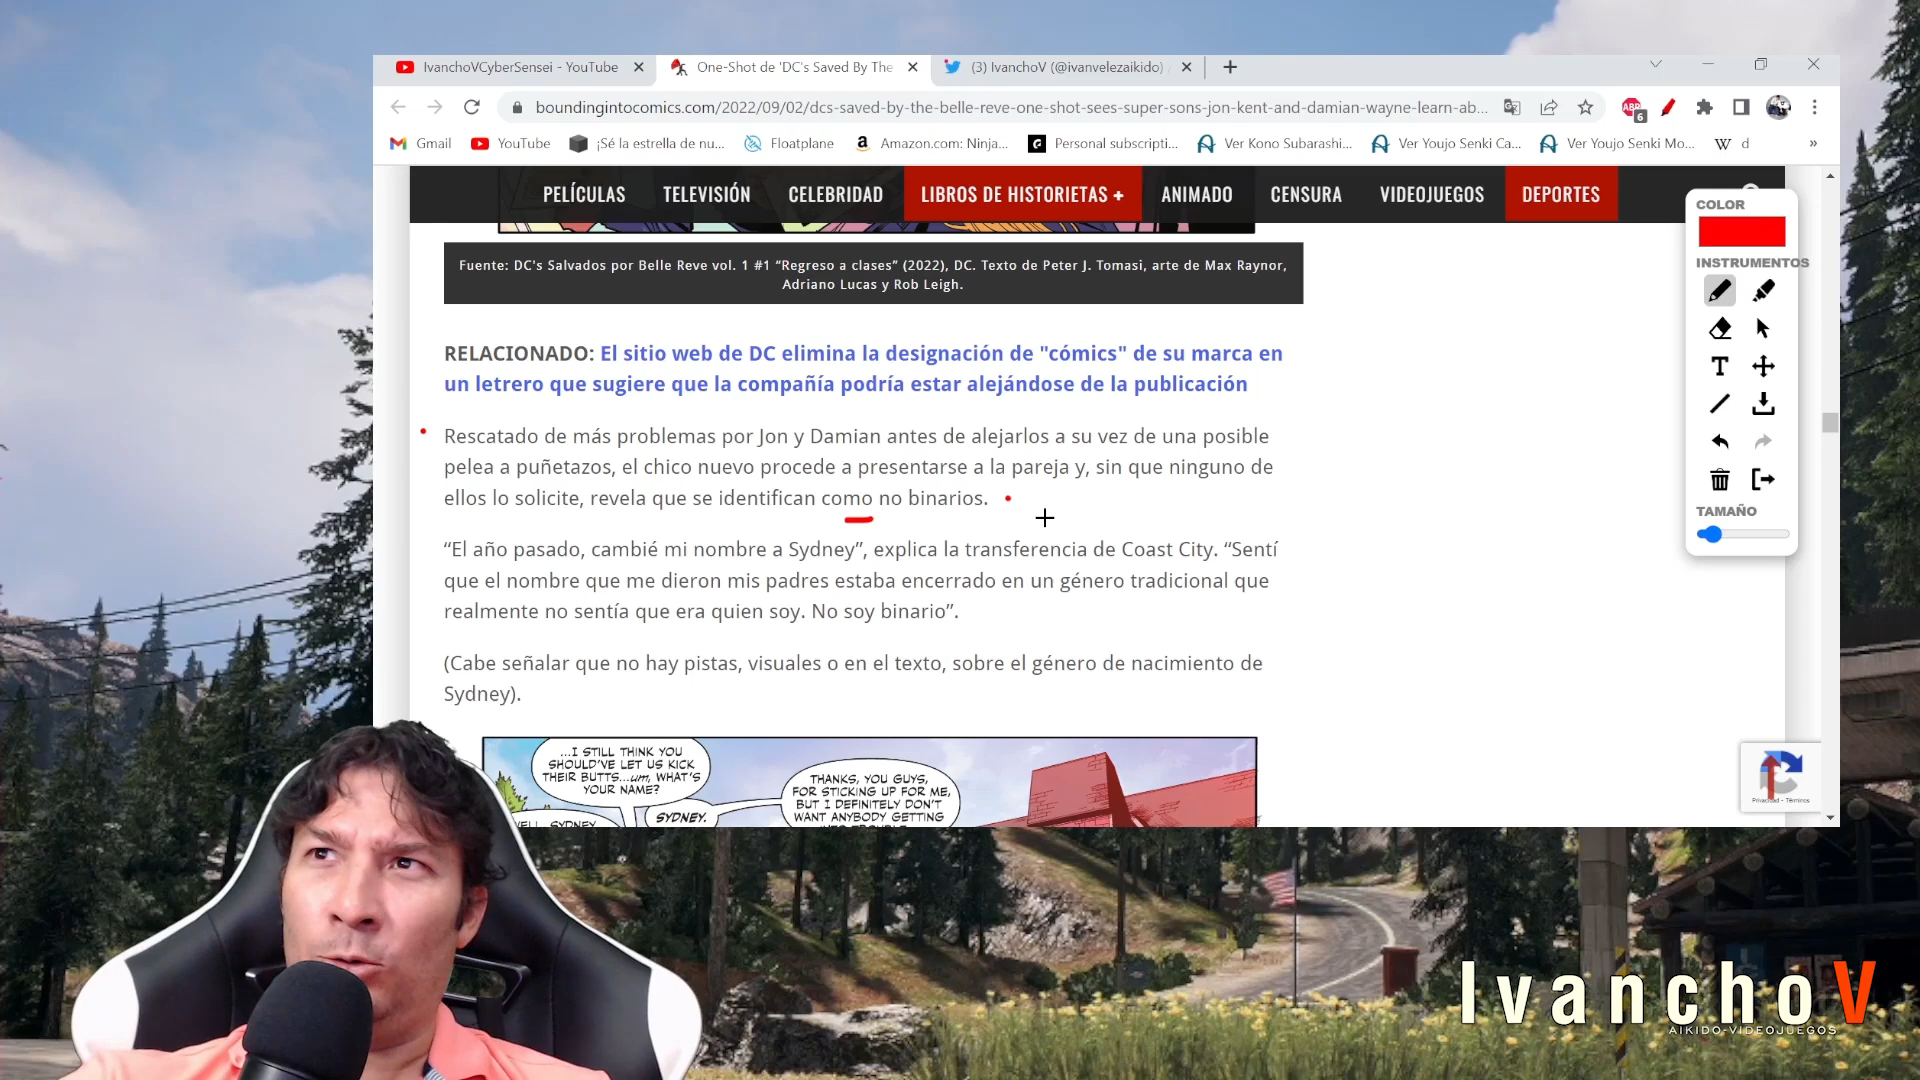 IvanchoVCyberSensei - YouTube
One-Shot de 'DC's Saved By The
(3) IvanchoV (@ivanvelezaikido)
boundingintocomics.com/2022/09/02/dcs-saved-by-the-belle-reve-one-shot-sees-super-sons-jon-kent-and-damian-wayne-learn-ab...
ABP
6
Gmail
YouTube
¡Sé la estrella de nu...
Floatplane
Amazon.com: Ninja...
Personal subscripti...
Ver Kono Subarashi...
Ver Youjo Senki Ca...
Ver Youjo Senki Mo...
W d
»
PELÍCULAS TELEVISIÓN CELEBRIDAD LIBROS DE HISTORIETAS + ANIMADO CENSURA VIDEOJUEGOS DEPORTES
Fuente: DC's Salvados por Belle Reve vol. 1 #1 “Regreso a clases” (2022), DC. Texto de Peter J. Tomasi, arte de Max Raynor,
Adriano Lucas y Rob Leigh.
RELACIONADO: El sitio web de DC elimina la designación de "cómics" de su marca en
un letrero que sugiere que la compañía podría estar alejándose de la publicación
Rescatado de más problemas por Jon y Damian antes de alejarlos a su vez de una posible
pelea a puñetazos, el chico nuevo procede a presentarse a la pareja y, sin que ninguno de
ellos lo solicite, revela que se identifican como no binarios.
“El año pasado, cambié mi nombre a Sydney”, explica la transferencia de Coast City. “Sentí
que el nombre que me dieron mis padres estaba encerrado en un género tradicional que
realmente no sentía que era quien soy. No soy binario”.
(Cabe señalar que no hay pistas, visuales o en el texto, sobre el género de nacimiento de
Sydney).
...I STILL THINK YOU
SHOULD'VE LET US KICK
THEIR BUTTS...um, WHAT'S
YOUR NAME?
SYDNEY.
THANKS, YOU GUYS,
FOR STICKING UP FOR ME,
BUT I DEFINITELY DON'T
WANT ANYBODY GETTING
COLOR
INSTRUMENTOS
T
TAMAÑO
Privacidad - Términos
IvanchoV
AIKIDO-VIDEOJUEGOS